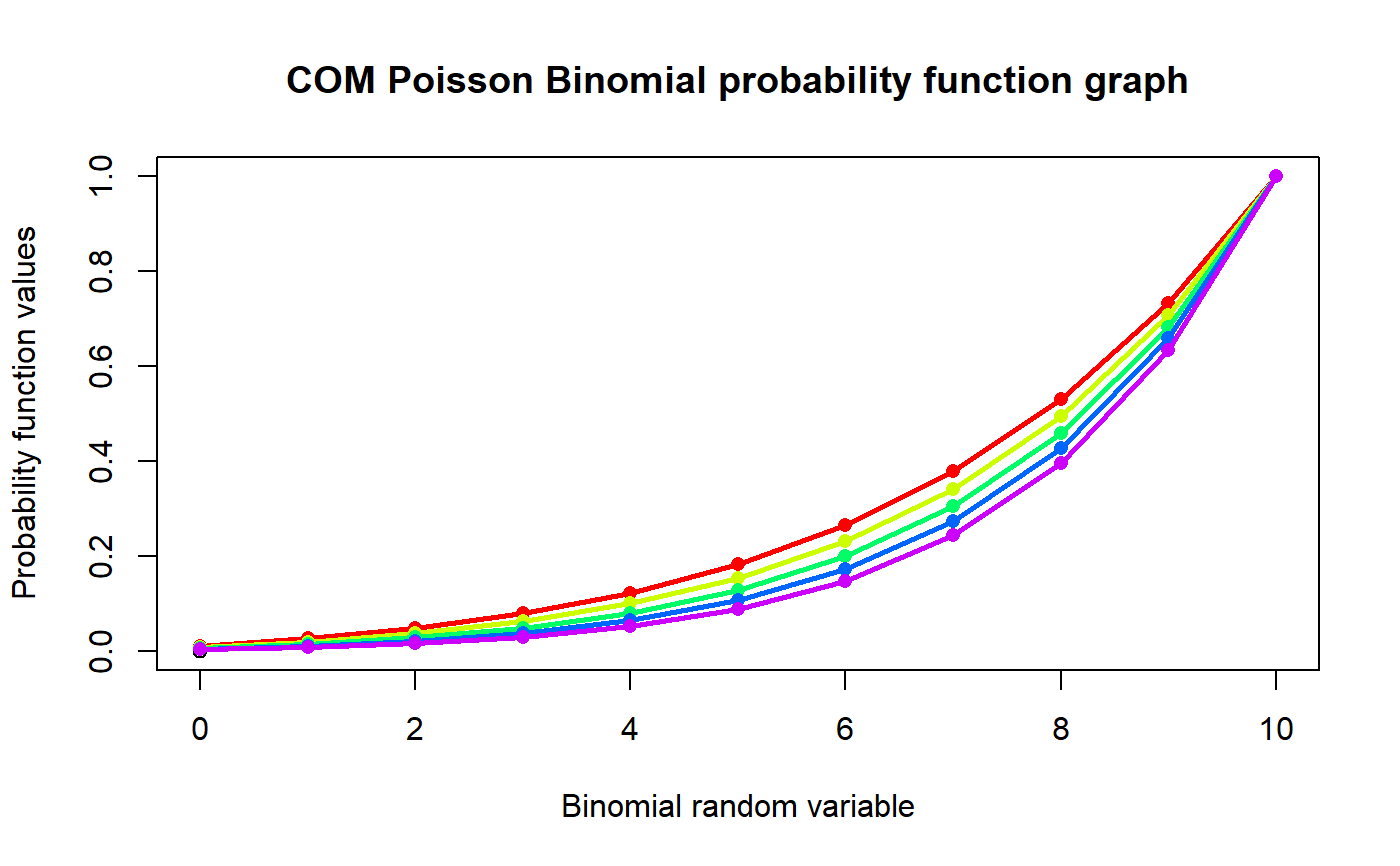 COM Poisson Binomial probability function graph
Probability function values
1.0
0.8
0.6
0.4
0.2
0.0
0 2 4 6 8 10
Binomial random variable